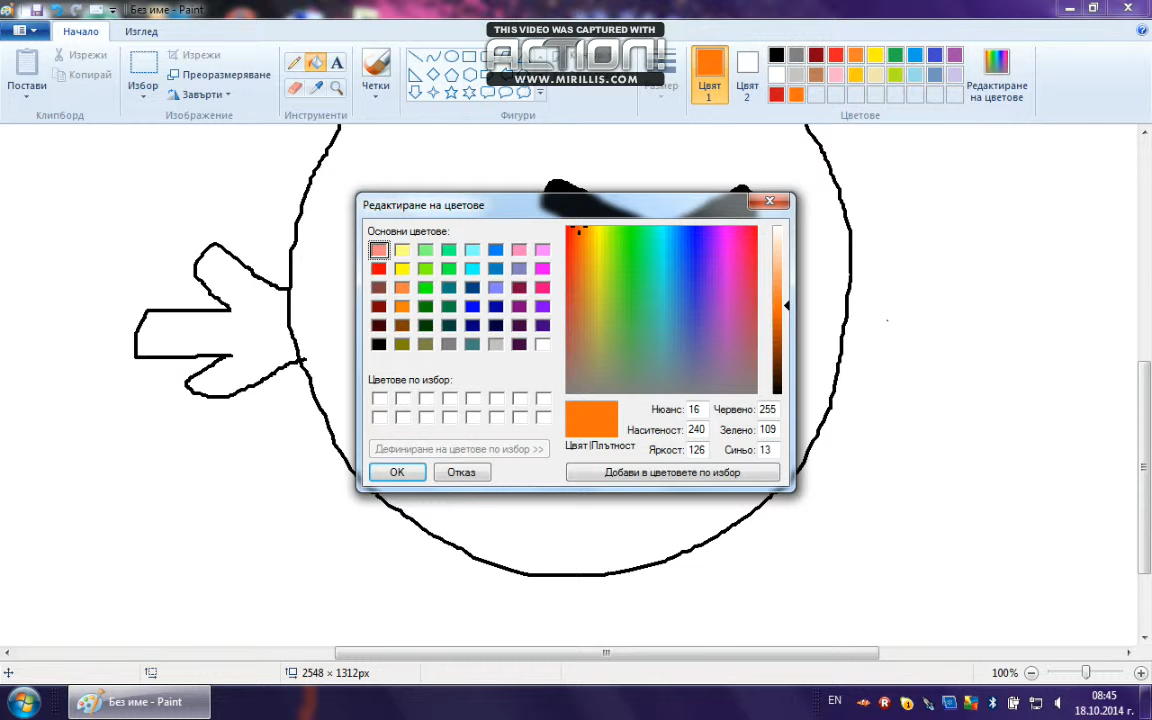 Без име - Paint
Начало Изглед
THIS VIDEO WAS CAPTURED WITH
ACTION!
WWW.MIRILLIS.COM
Постави
Изрежи
Копирай
Клипборд
Избор
Изрежи
Преоразмеряване
Завърти
Изображение
A
Инструменти
Четки
Фигури
Размер
Цвят 1
Цвят 2
Редактиране на цветове
Цветове
Редактиране на цветове
Основни цветове:
Цветове по избор:
Дефиниране на цветове по избор >>
OK Отказ
Цвят|Плътност
Нюанс: 16 Червено: 255
Наситеност: 240 Зелено: 109
Яркост: 126 Синьо: 13
Добави в цветовете по избор
2548 × 1312px
100%
Без име - Paint
EN
08:45
18.10.2014 г.